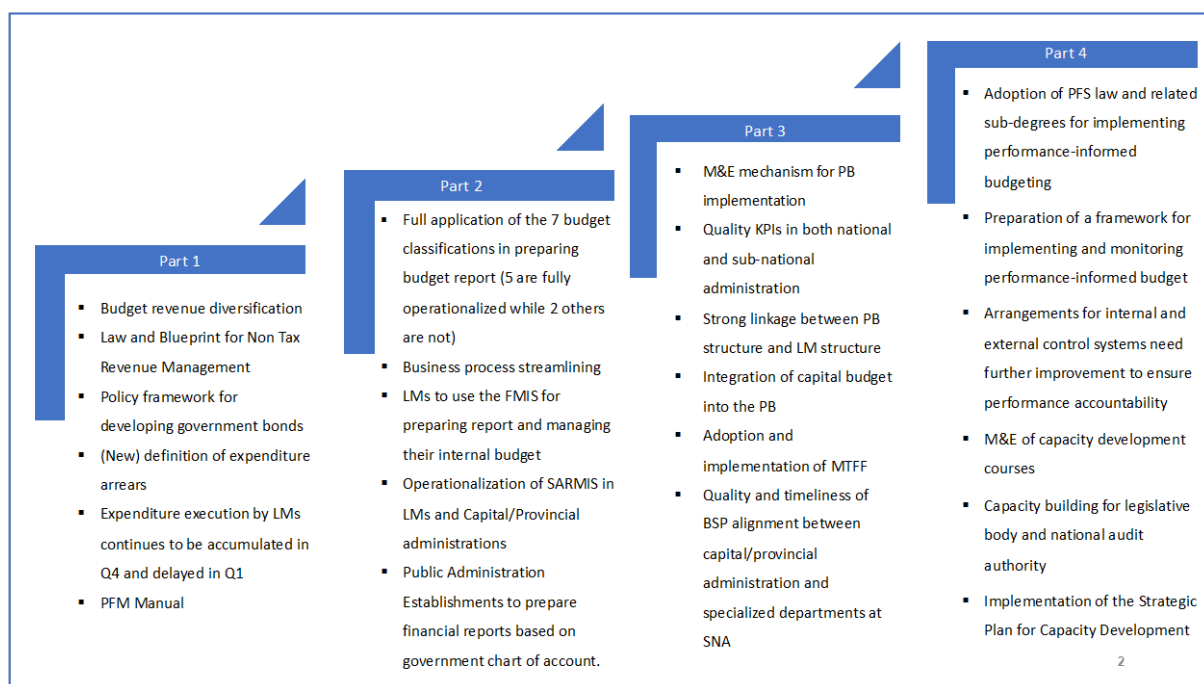 Part 1
▪ Budget revenue diversification
▪ Law and Blueprint for Non Tax
Revenue Management
▪ Policy framework for
developing government bonds
▪ (New) definition of expenditure
arrears
▪ Expenditure execution by LMs
continues to be accumulated in
Q4 and delayed in Q1
▪ PFM Manual
Part 2
▪ Full application of the 7 budget
classifications in preparing
budget report (5 are fully
operationalized while 2 others
are not)
▪ Business process streamlining
▪ LMs to use the FMIS for
preparing report and managing
their internal budget
▪ Operationalization of SARMIS in
LMs and Capital/Provincial
administrations
▪ Public Administration
Establishments to prepare
financial reports based on
government chart of account.
Part 3
▪ M&E mechanism for PB
implementation
▪ Quality KPIs in both national
and sub-national
administration
▪ Strong linkage between PB
structure and LM structure
▪ Integration of capital budget
into the PB
▪ Adoption and
implementation of MTFF
▪ Quality and timeliness of
BSP alignment between
capital/provincial
administration and
specialized departments at
SNA
Part 4
▪ Adoption of PFS law and related
sub-degrees for implementing
performance-informed
budgeting
▪ Preparation of a framework for
implementing and monitoring
performance-informed budget
▪ Arrangements for internal and
external control systems need
further improvement to ensure
performance accountability
▪ M&E of capacity development
courses
▪ Capacity building for legislative
body and national audit
authority
▪ Implementation of the Strategic
Plan for Capacity Development
2